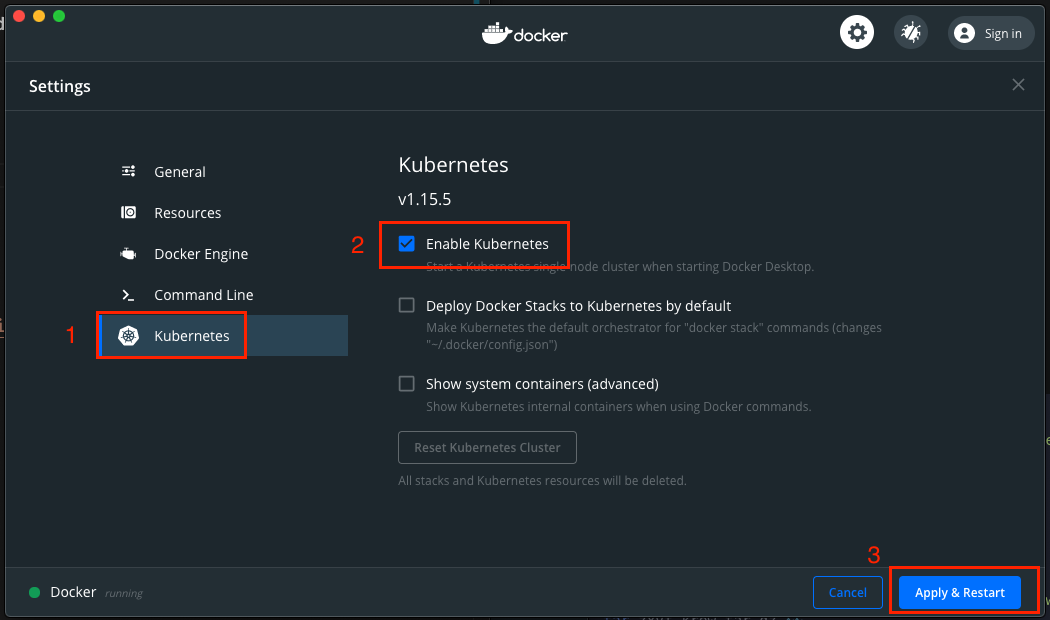 docker
Sign in
Settings
General
Resources
Docker Engine
Command Line
1
Kubernetes
Kubernetes
v1.15.5
2
Enable Kubernetes
Start a Kubernetes single-node cluster when starting Docker Desktop.
Deploy Docker Stacks to Kubernetes by default
Make Kubernetes the default orchestrator for "docker stack" commands (changes
"~/.docker/config.json")
Show system containers (advanced)
Show Kubernetes internal containers when using Docker commands.
Reset Kubernetes Cluster
All stacks and Kubernetes resources will be deleted.
3
Docker running
Cancel
Apply & Restart